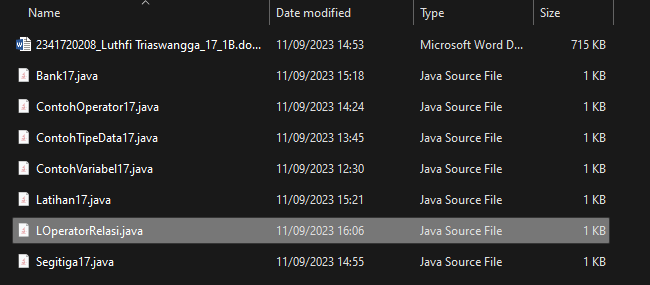 Name Date modified Type Size
2341720208_Luthfi Triaswangga_17_1B.do... 11/09/2023 14:53 Microsoft Word D... 715 KB
Bank17.java 11/09/2023 15:18 Java Source File 1 KB
ContohOperator17.java 11/09/2023 14:24 Java Source File 1 KB
ContohTipeData17.java 11/09/2023 13:45 Java Source File 1 KB
ContohVariabel17.java 11/09/2023 12:30 Java Source File 1 KB
Latihan17.java 11/09/2023 15:21 Java Source File 1 KB
LOperatorRelasi.java 11/09/2023 16:06 Java Source File 1 KB
Segitiga17.java 11/09/2023 14:55 Java Source File 1 KB